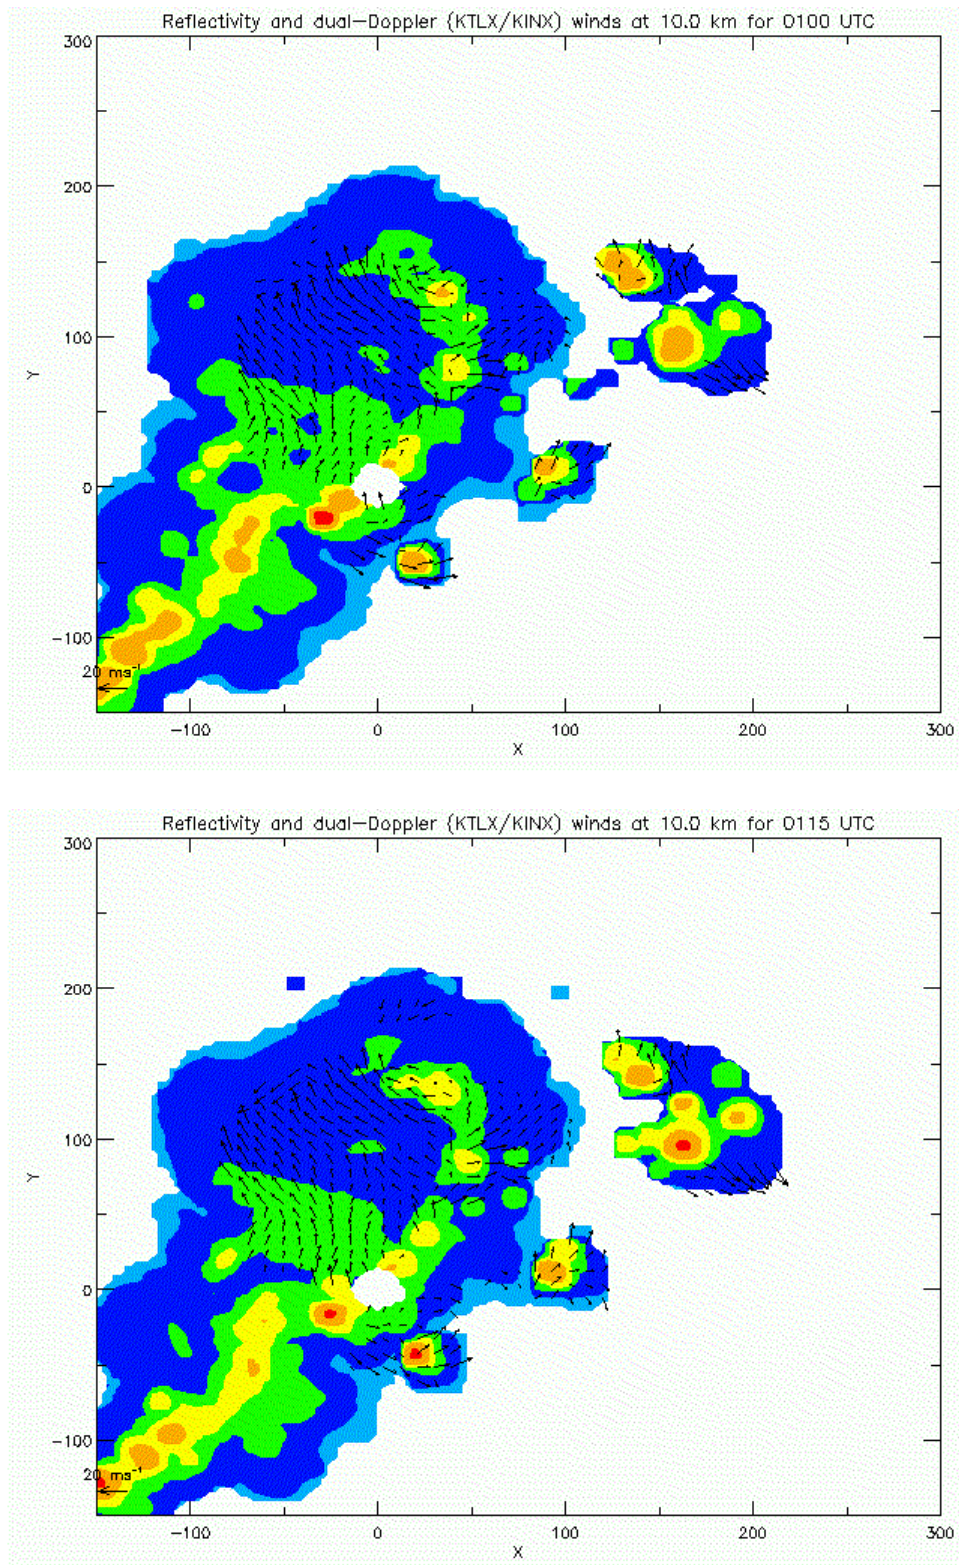 Reflectivity and dual-Doppler (KTLX/KINX) winds at 10.0 km for 0100 UTC
300
200
100
Y
0
-100
20 ms-1
-100 0 100 200 300
X
Reflectivity and dual-Doppler (KTLX/KINX) winds at 10.0 km for 0115 UTC
300
200
100
Y
0
-100
20 ms-1
-100 0 100 200 300
X